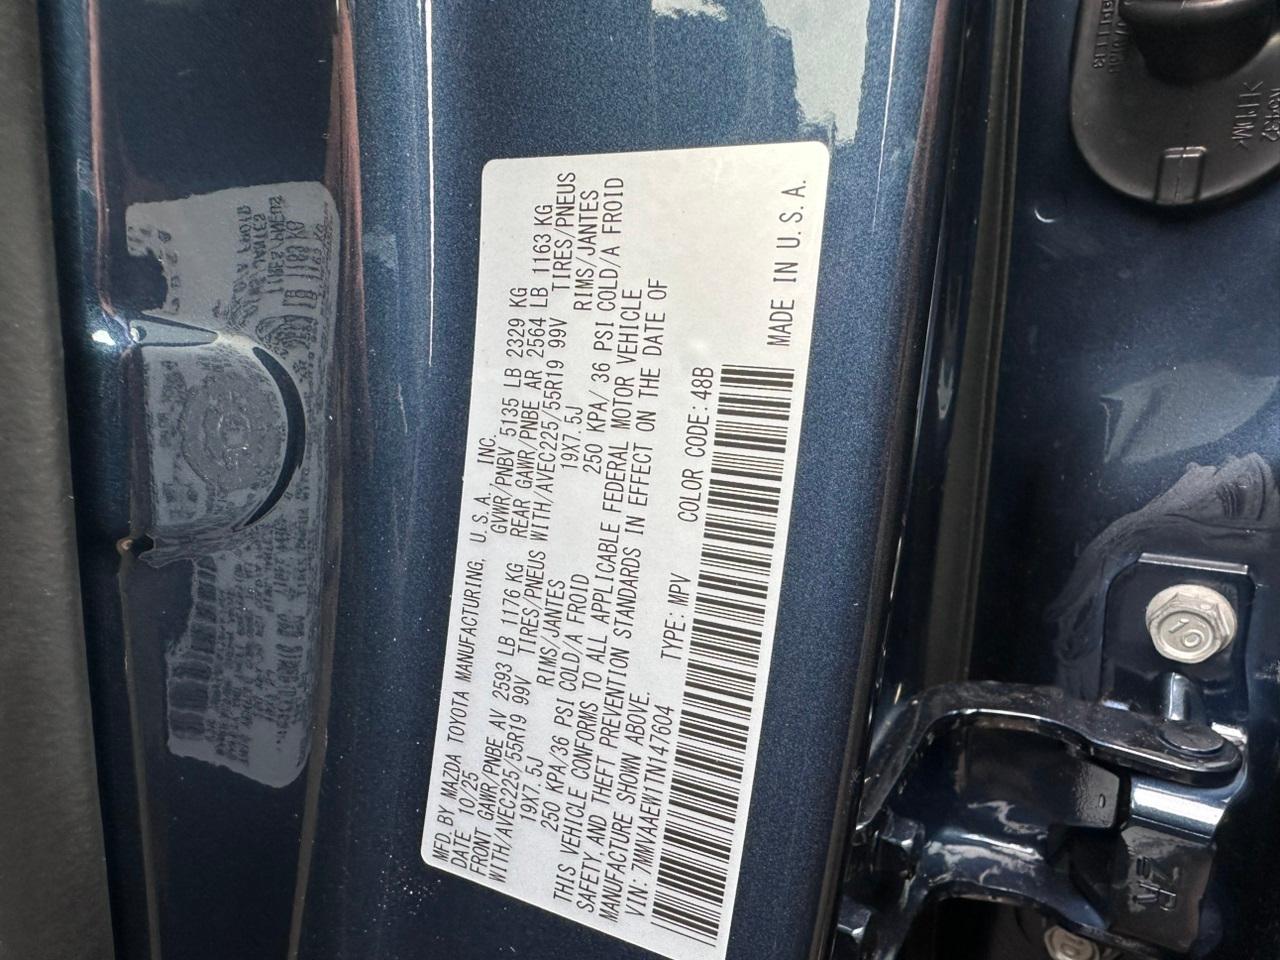 MFD. BY MAZDA TOYOTA MANUFACTURING, U.S.A. INC.
DATE 10/25 GVWR/PNBV 5135 LB 2329 KG
FRONT GAWR/PNBE AV 2593 LB 1176 KG REAR GAWR/PNBE AR 2564 LB 1163 KG
WITH/AVEC225/55R19 99V TIRES/PNEUS WITH/AVEC225/55R19 99V TIRES/PNEUS
19X7.5J RIMS/JANTES 19X7.5J RIMS/JANTES
250 KPA/36 PSI COLD/A FROID 250 KPA/ 36 PSI COLD/A FROID
THIS VEHICLE CONFORMS TO ALL APPLICABLE FEDERAL MOTOR VEHICLE
SAFETY AND THEFT PREVENTION STANDARDS IN EFFECT ON THE DATE OF
MANUFACTURE SHOWN ABOVE.
VIN: 7MMVAAEW1TN147604 TYPE: MPV COLOR CODE: 48B
MADE IN U.S.A.
10